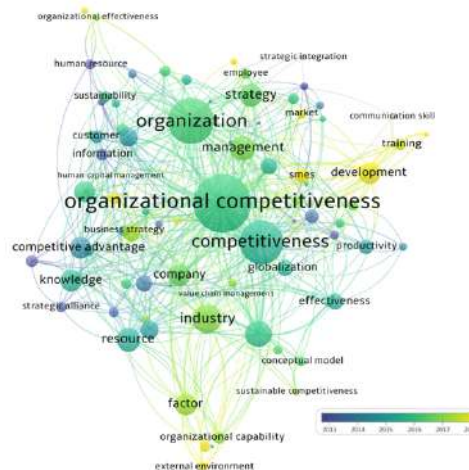 organizational effectiveness
human resource
strategic integration
employee
sustainability
strategy
market
communication skill
organization
customer
management
training
information
human capital management
smes
development
organizational competitiveness
business strategy
competitiveness
competitive advantage
productivity
company
globalization
knowledge
value chain management
strategic alliance
effectiveness
industry
resource
conceptual model
sustainable competitiveness
factor
organizational capability
external environment